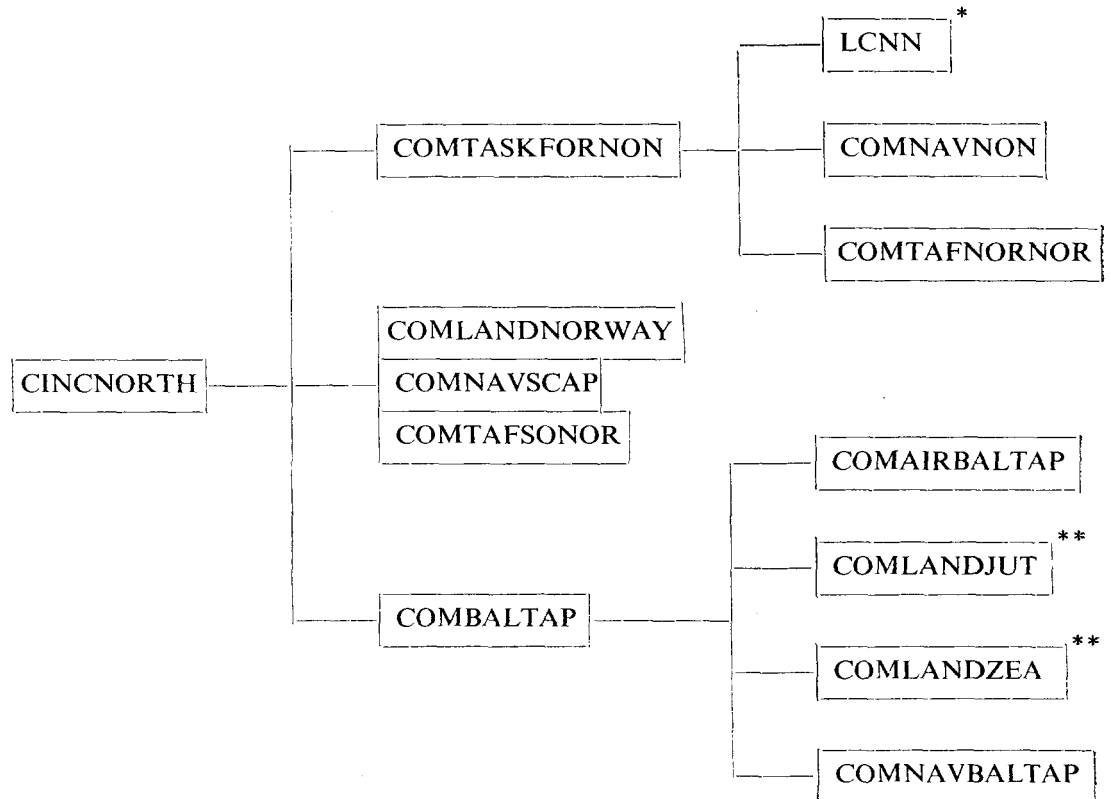 LCNN *
COMTASKFORNON
COMNAVNON
COMTAFNORNOR
COMLANDNORWAY
CINCNORTH
COMNAVSCAP
COMTAFSONOR
COMAIRBALTAP
COMLANDJUT **
COMBALTAP
COMLANDZEA **
COMNAVBALTAP